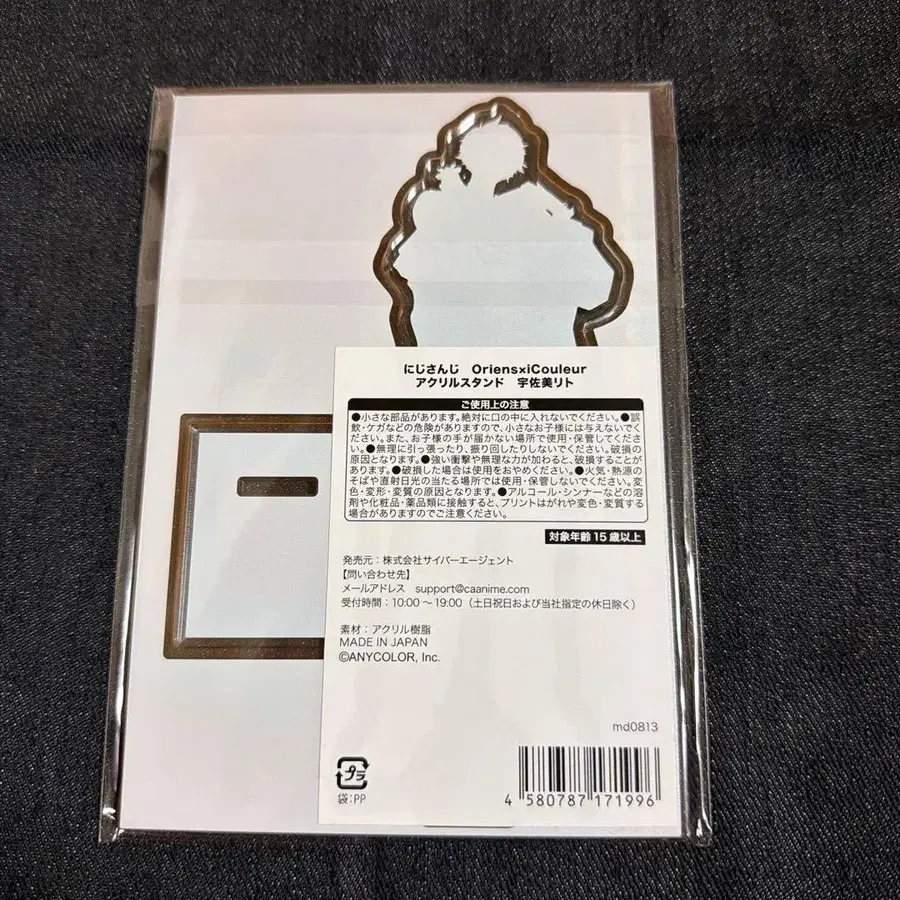 にじさんじ　Oriens×iCouleur
アクリルスタンド　宇佐美リト
ご使用上の注意
●小さな部品があります。絶対に口の中に入れないでください。●誤
飲・ケガなどの危険がありますので、小さなお子様には与えないでく
ださい。また、お子様の手が届かない場所で使用・保管してくださ
い。●無理に引っ張ったり、振り回したりしないでください。破損の
原因となります。●強い衝撃や無理な力が加わると、破損することが
あります。●破損した場合は使用をおやめください。●火気・熱源の
そばや直射日光の当たる場所では使用・保管しないでください。変
色・変形・変質の原因となります。●アルコール・シンナーなどの溶
剤や化粧品・薬品類に接触すると、プリントはがれや変色・変質する
場合がありますのでご注意ください。
対象年齢15歳以上
発売元：株式会社サイバーエージェント
【問い合わせ先】
メールアドレス　support@caanime.com
受付時間：10:00～19:00（土日祝日および当社指定の休日除く）
素材：アクリル樹脂
MADE IN JAPAN
©ANYCOLOR, Inc.
md0813
プラ
袋:PP
4 580787 171996